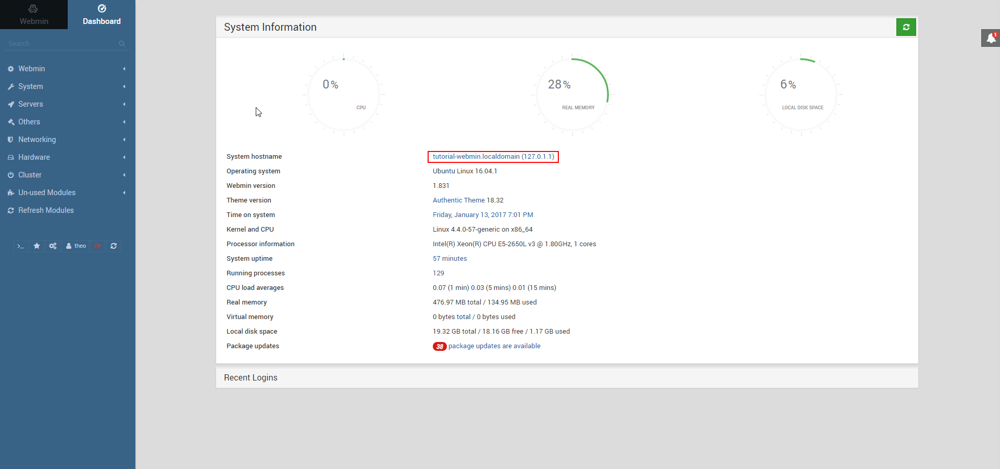 Webmin
Dashboard
Search
Webmin
System
Servers
Others
Networking
Hardware
Cluster
Un-used Modules
Refresh Modules
theo
System Information
1
0%
CPU
28%
REAL MEMORY
6%
LOCAL DISK SPACE
System hostname tutorial-webmin.localdomain (127.0.1.1)
Operating system Ubuntu Linux 16.04.1
Webmin version 1.831
Theme version Authentic Theme 18.32
Time on system Friday, January 13, 2017 7:01 PM
Kernel and CPU Linux 4.4.0-57-generic on x86_64
Processor information Intel(R) Xeon(R) CPU E5-2650L v3 @ 1.80GHz, 1 cores
System uptime 57 minutes
Running processes 129
CPU load averages 0.07 (1 min) 0.03 (5 mins) 0.01 (15 mins)
Real memory 476.97 MB total / 134.95 MB used
Virtual memory 0 bytes total / 0 bytes used
Local disk space 19.32 GB total / 18.16 GB free / 1.17 GB used
Package updates 38 package updates are available
Recent Logins